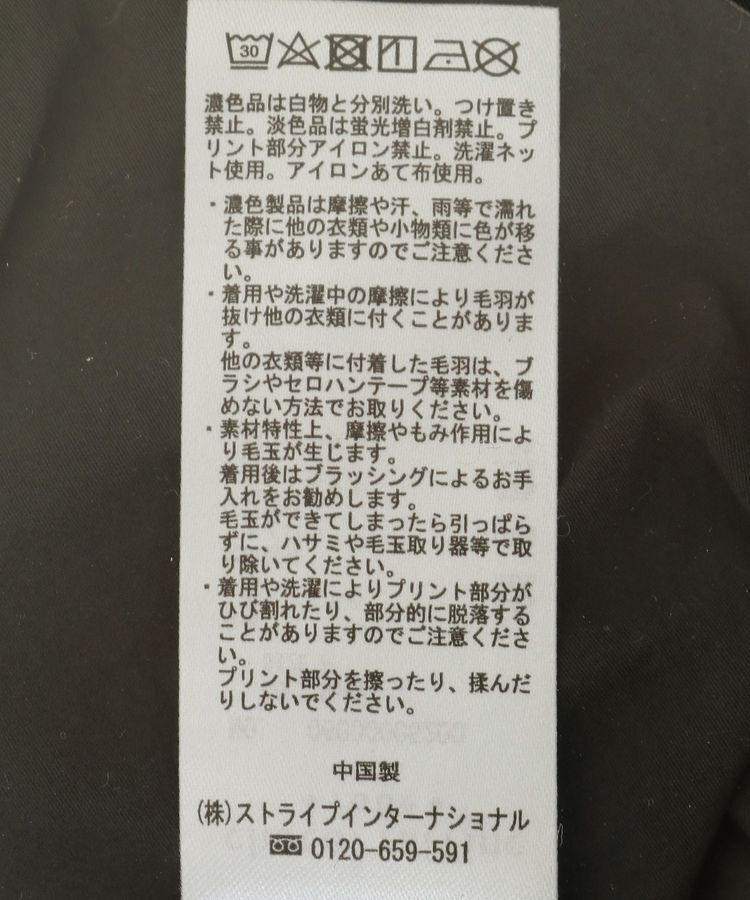 30
濃色品は白物と分別洗い。つけ置き
禁止。淡色品は蛍光増白剤禁止。プ
リント部分アイロン禁止。洗濯ネッ
ト使用。アイロンあて布使用。
・濃色製品は摩擦や汗、雨等で濡れ
た際に他の衣類や小物類に色が移
る事がありますのでご注意くださ
い。
・着用や洗濯中の摩擦により毛羽が
抜け他の衣類に付くことがありま
す。
他の衣類等に付着した毛羽は、ブ
ラシやセロハンテープ等素材を傷
めない方法でお取りください。
・素材特性上、摩擦やもみ作用によ
り毛玉が生じます。
着用後はブラッシングによるお手
入れをお勧めします。
毛玉ができてしまったら引っぱら
ずに、ハサミや毛玉取り器等で取
り除いてください。
・着用や洗濯によりプリント部分が
ひび割れたり、部分的に脱落する
ことがありますのでご注意くださ
い。
プリント部分を擦ったり、揉んだ
りしないでください。
中国製
(株)ストライプインターナショナル
0120-659-591